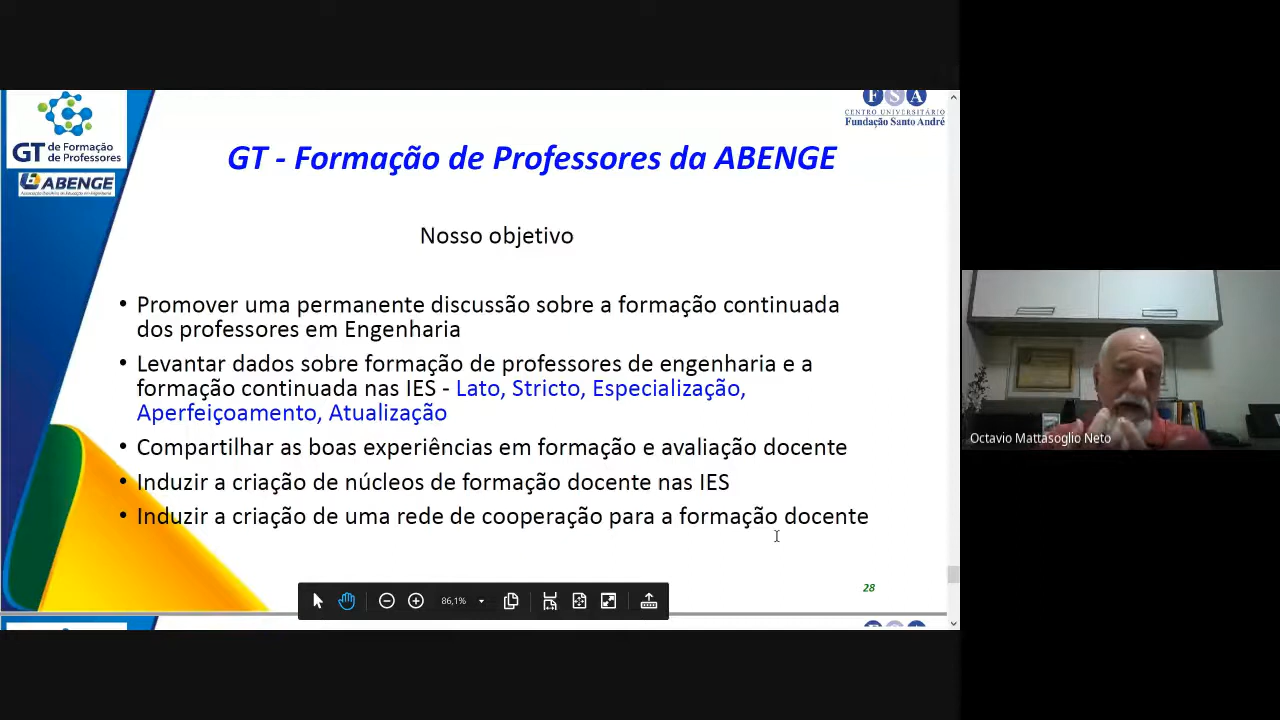 GT de Formação
de Professores
ABENGE
FSA
CENTRO UNIVERSITÁRIO
Fundação Santo André
GT - Formação de Professores da ABENGE
Nosso objetivo
• Promover uma permanente discussão sobre a formação continuada
dos professores em Engenharia
• Levantar dados sobre formação de professores de engenharia e a
formação continuada nas IES - Lato, Stricto, Especialização,
Aperfeiçoamento, Atualização
• Compartilhar as boas experiências em formação e avaliação docente
• Induzir a criação de núcleos de formação docente nas IES
• Induzir a criação de uma rede de cooperação para a formação docente
28
86,1%
Octavio Mattasoglio Neto